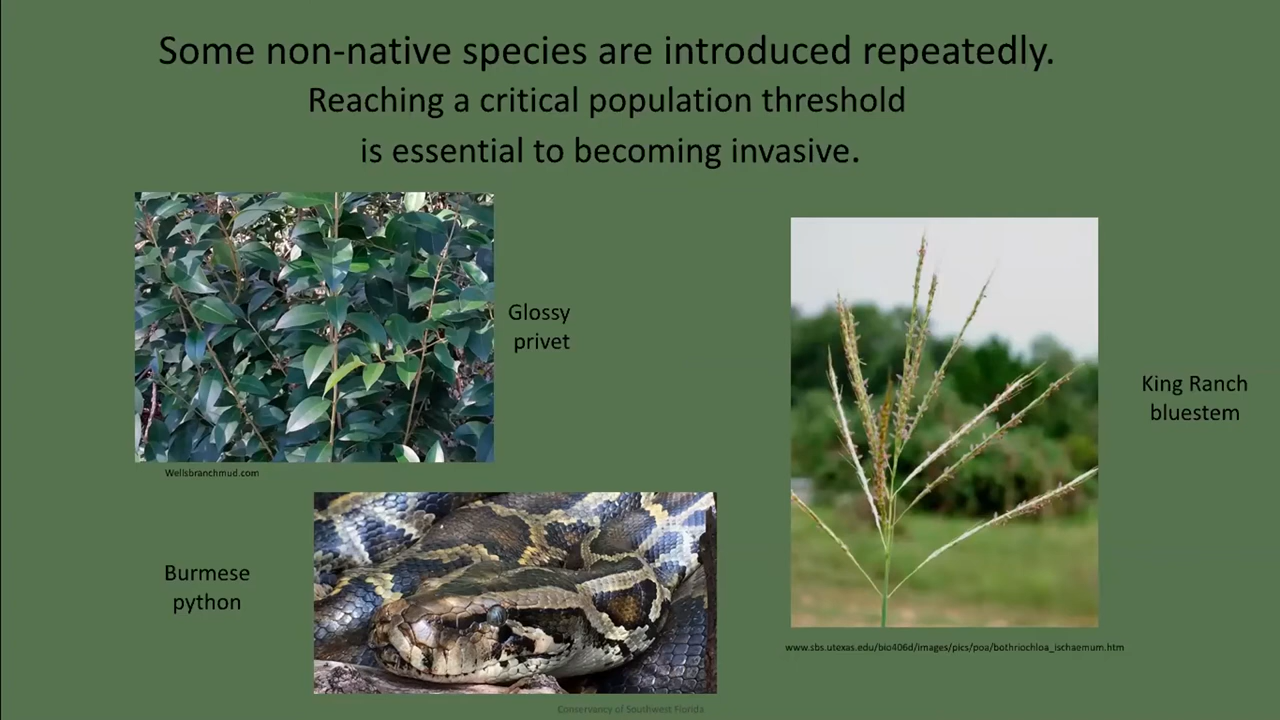 Some non-native species are introduced repeatedly.
Reaching a critical population threshold
is essential to becoming invasive.
Glossy
privet
Wellsbranchmud.com
King Ranch
bluestem
Burmese
python
www.sbs.utexas.edu/bio406d/images/pics/poa/bothriochloa_ischaemum.htm
Conservancy of Southwest Florida